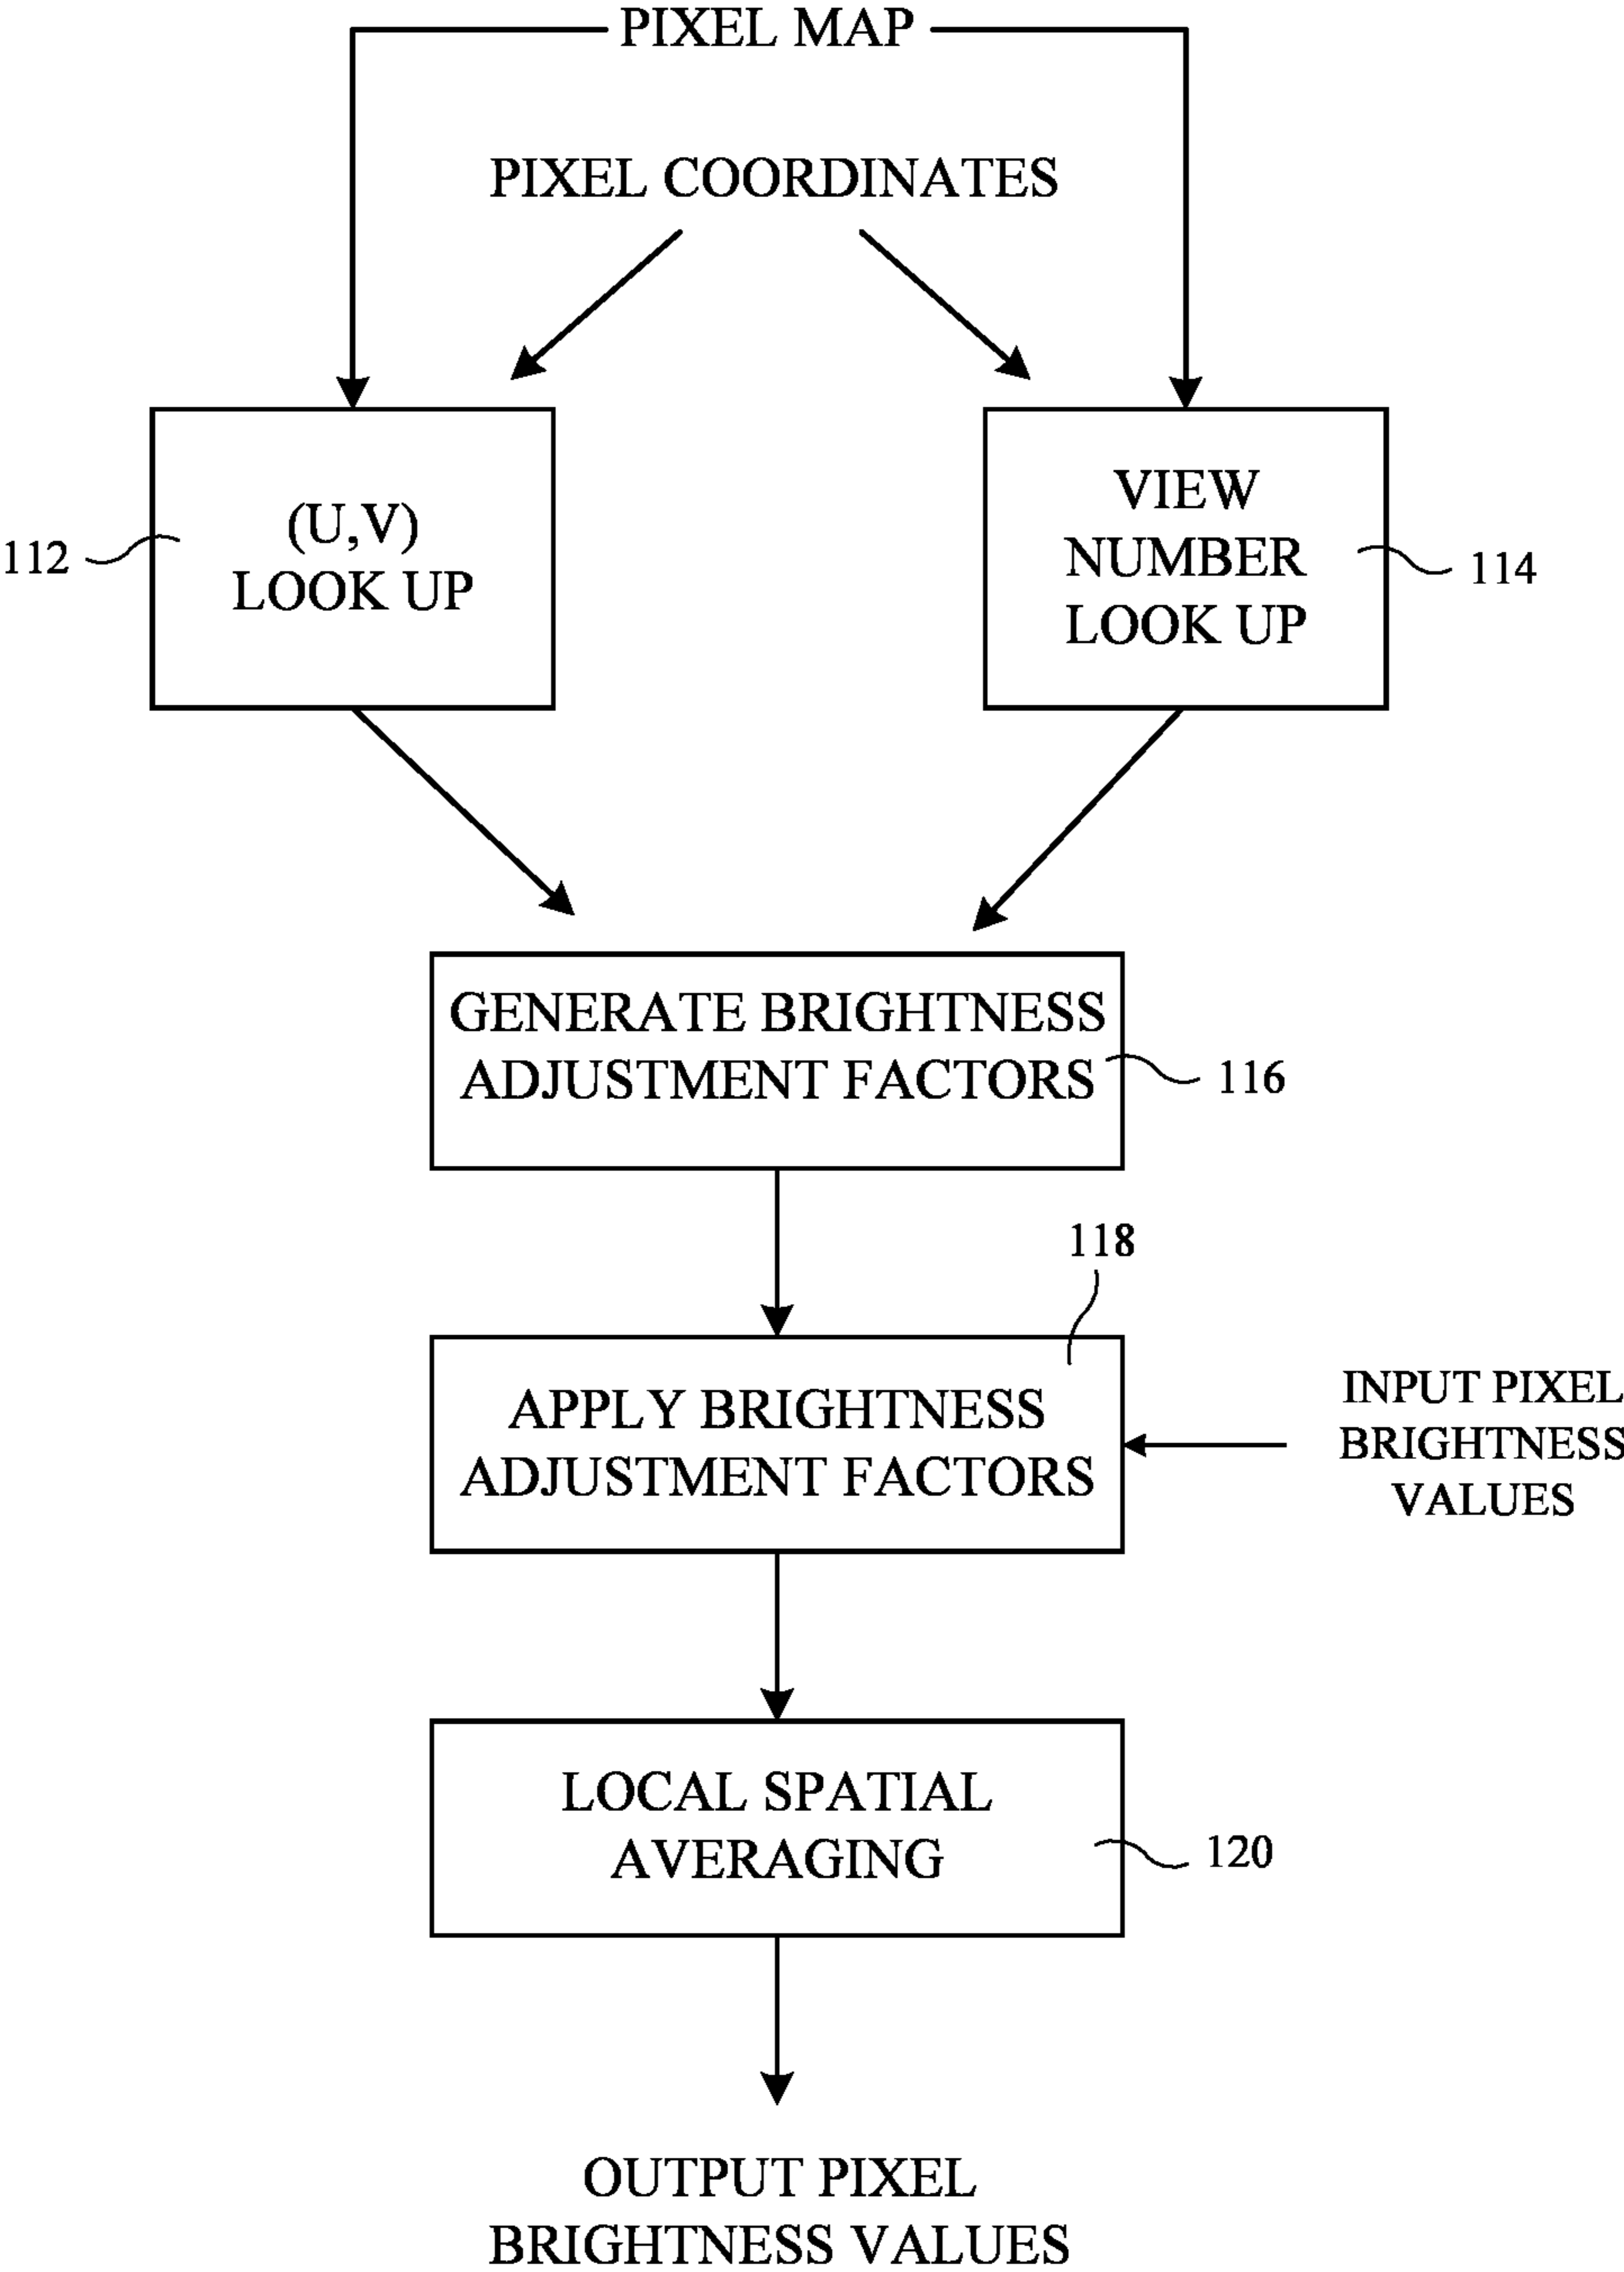 PIXEL MAP
PIXEL COORDINATES
(U,V)
LOOK UP
112
VIEW
NUMBER
LOOK UP
114
GENERATE BRIGHTNESS
ADJUSTMENT FACTORS
116
118
APPLY BRIGHTNESS
ADJUSTMENT FACTORS
INPUT PIXEL
BRIGHTNESS
VALUES
LOCAL SPATIAL
AVERAGING
120
OUTPUT PIXEL
BRIGHTNESS VALUES